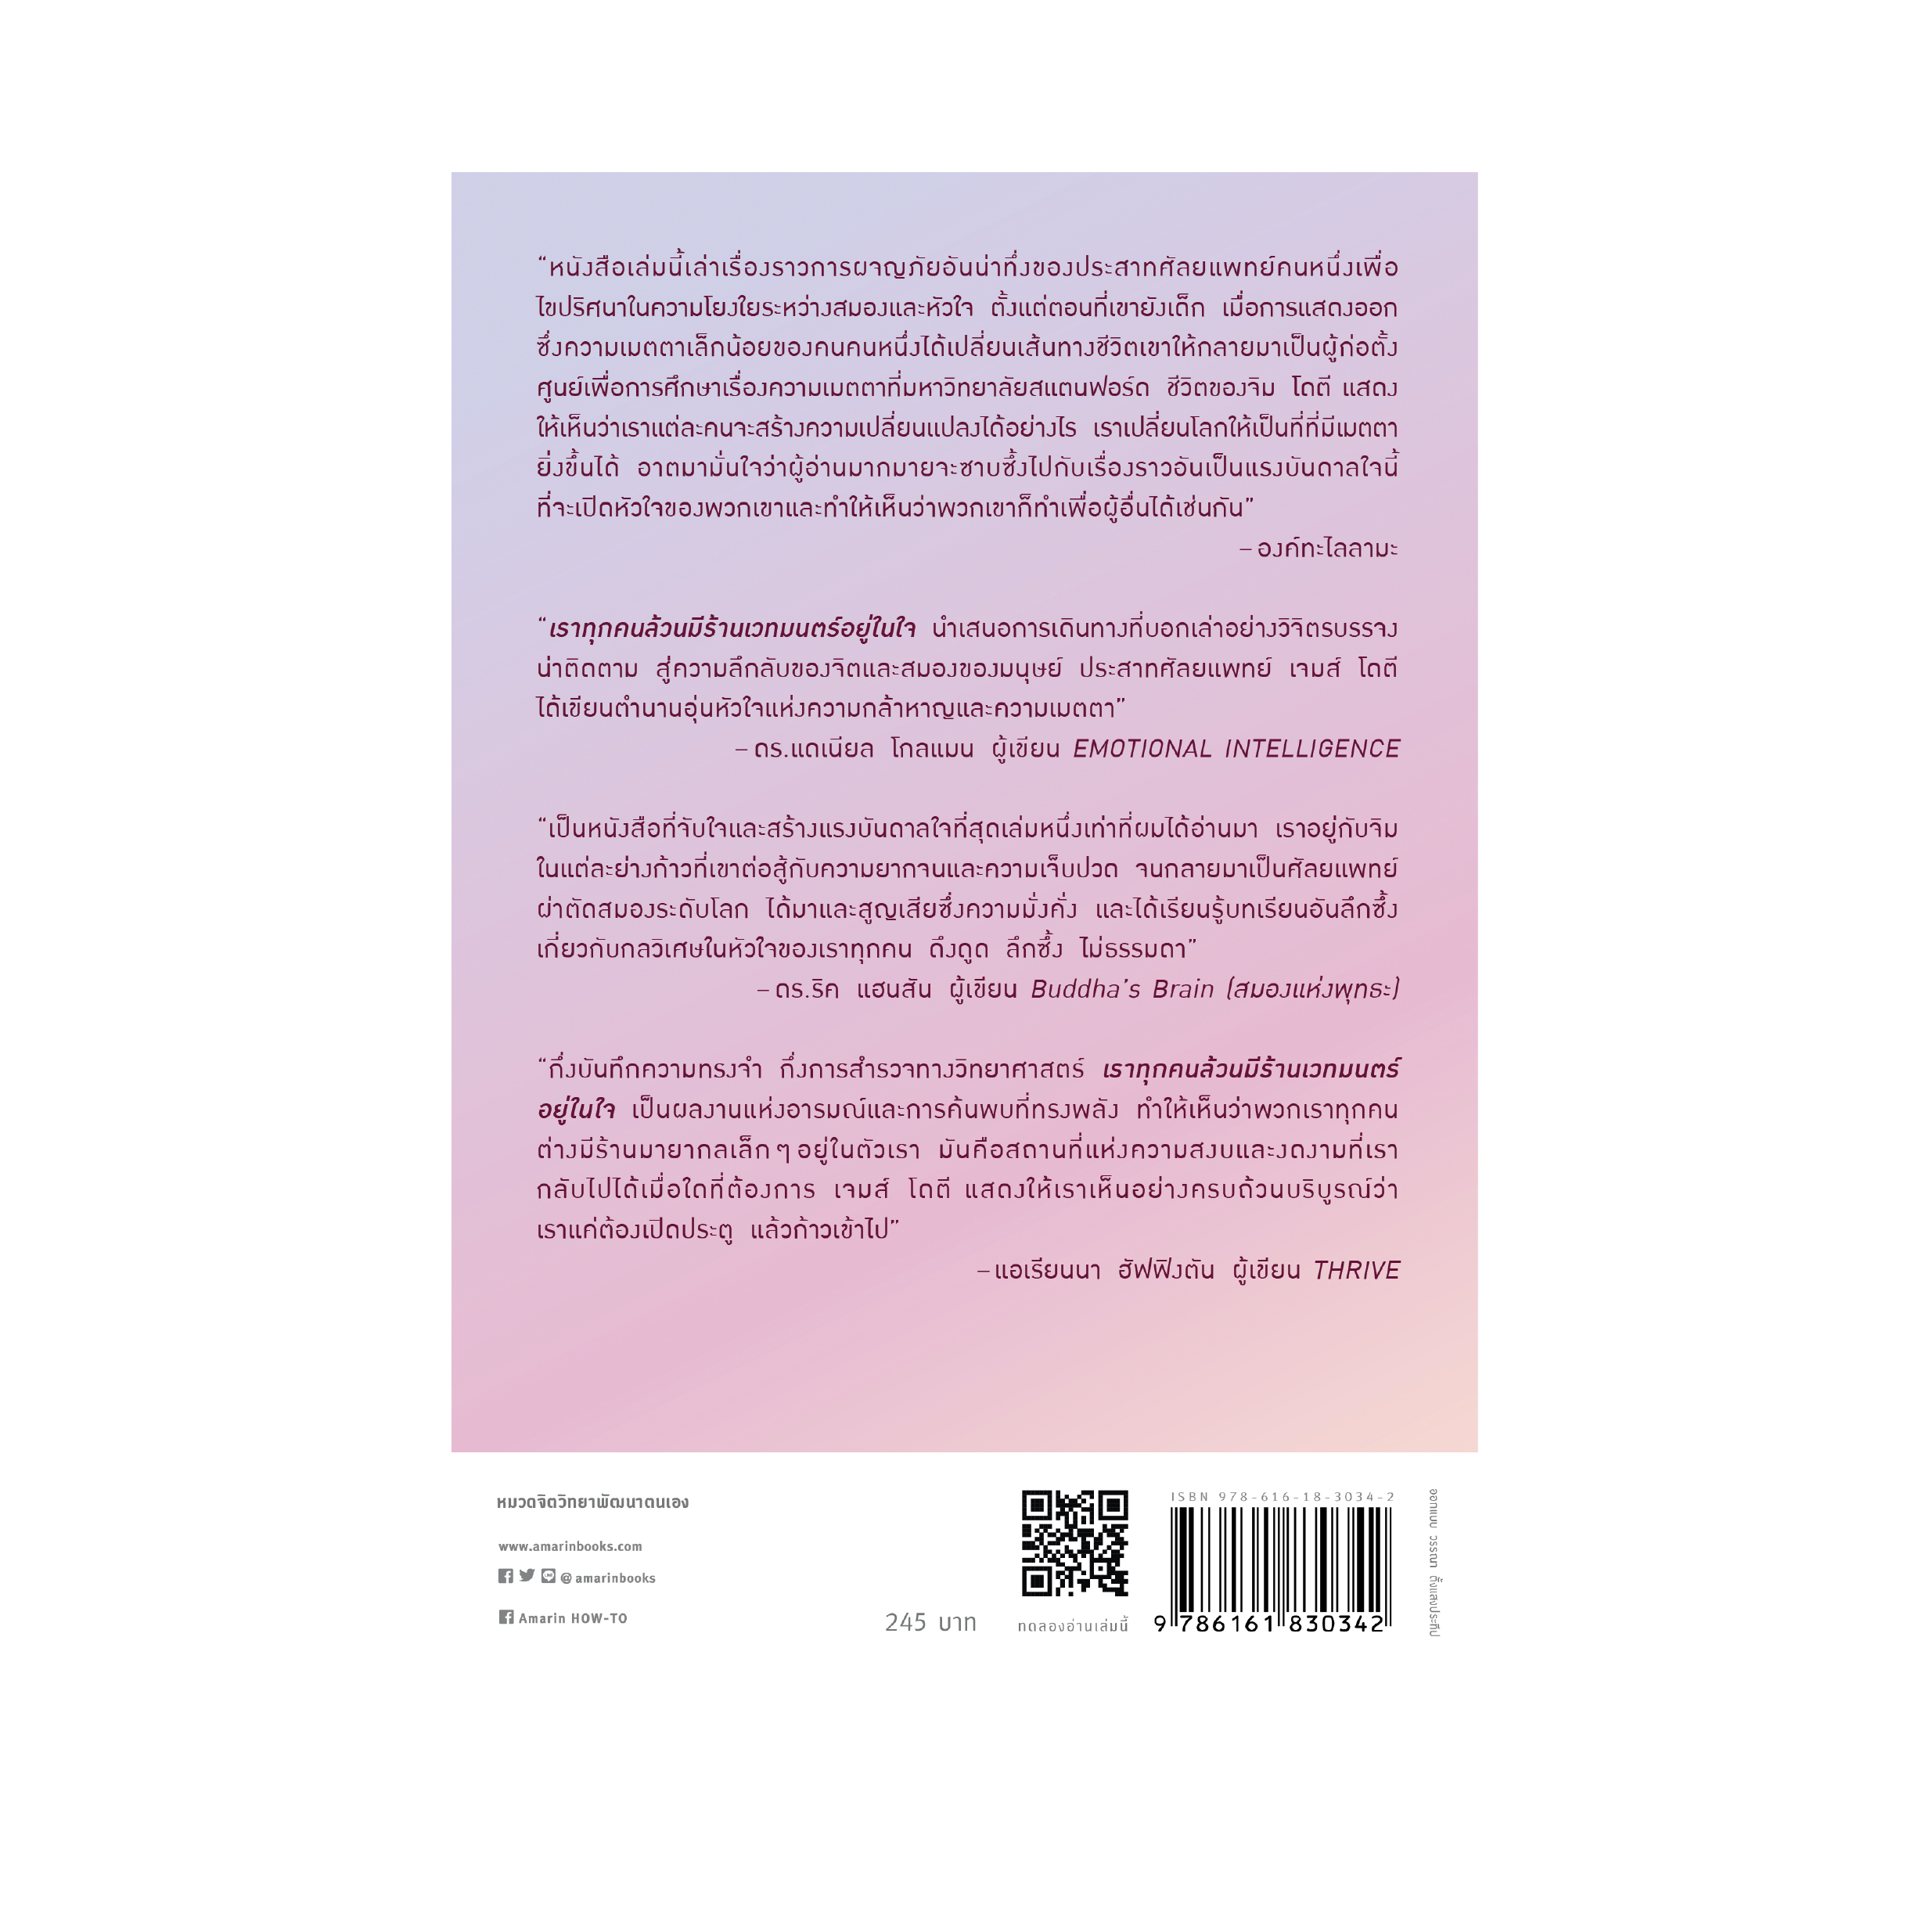 “หนังสือเล่มนี้เล่าเรื่องราวการผจญภัยอันน่าทึ่งของประสาทศัลยแพทย์คนหนึ่งเพื่อ
ไขปริศนาในความโยงใยระหว่างสมองและหัวใจ ตั้งแต่ตอนที่เขายังเด็ก เมื่อการแสดงออก
ซึ่งความเมตตาเล็กน้อยของคนคนหนึ่งได้เปลี่ยนเส้นทางชีวิตเขาให้กลายมาเป็นผู้ก่อตั้ง
ศูนย์เพื่อการศึกษาเรื่องความเมตตาที่มหาวิทยาลัยสแตนฟอร์ด ชีวิตของจิม โดตี แสดง
ให้เห็นว่าเราแต่ละคนจะสร้างความเปลี่ยนแปลงได้อย่างไร เราเปลี่ยนโลกให้เป็นที่ที่มีเมตตา
ยิ่งขึ้นได้ อาตมามั่นใจว่าผู้อ่านมากมายจะซาบซึ้งไปกับเรื่องราวอันเป็นแรงบันดาลใจนี้
ที่จะเปิดหัวใจของพวกเขาและทำให้เห็นว่าพวกเขาก็ทำเพื่อผู้อื่นได้เช่นกัน”
– องค์ทะไลลามะ
“เราทุกคนล้วนมีร้านเวทมนตร์อยู่ในใจ นำเสนอการเดินทางที่บอกเล่าอย่างวิจิตรบรรจง
น่าติดตาม สู่ความลึกลับของจิตและสมองของมนุษย์ ประสาทศัลยแพทย์ เจมส์ โดตี
ได้เขียนตำนานอุ่นหัวใจแห่งความกล้าหาญและความเมตตา”
– ดร.แดเนียล โกลแมน ผู้เขียน EMOTIONAL INTELLIGENCE
“เป็นหนังสือที่จับใจและสร้างแรงบันดาลใจที่สุดเล่มหนึ่งเท่าที่ผมได้อ่านมา เราอยู่กับจิม
ในแต่ละย่างก้าวที่เขาต่อสู้กับความยากจนและความเจ็บปวด จนกลายมาเป็นศัลยแพทย์
ผ่าตัดสมองระดับโลก ได้มาและสูญเสียซึ่งความมั่งคั่ง และได้เรียนรู้บทเรียนอันลึกซึ้ง
เกี่ยวกับกลวิเศษในหัวใจของเราทุกคน ดึงดูด ลึกซึ้ง ไม่ธรรมดา”
– ดร.ริค แฮนสัน ผู้เขียน Buddha's Brain (สมองแห่งพุทธะ)
“กึ่งบันทึกความทรงจำ กึ่งการสำรวจทางวิทยาศาสตร์ เราทุกคนล้วนมีร้านเวทมนตร์
อยู่ในใจ เป็นผลงานแห่งอารมณ์และการค้นพบที่ทรงพลัง ทำให้เห็นว่าพวกเราทุกคน
ต่างมีร้านมายากลเล็ก ๆ อยู่ในตัวเรา มันคือสถานที่แห่งความสงบและงดงามที่เรา
กลับไปได้เมื่อใดที่ต้องการ เจมส์ โดตี แสดงให้เราเห็นอย่างครบถ้วนบริบูรณ์ว่า
เราแค่ต้องเปิดประตู แล้วก้าวเข้าไป”
– แอเรียนนา ฮัฟฟิงตัน ผู้เขียน THRIVE
หมวดจิตวิทยาพัฒนาตนเอง
www.amarinbooks.com
@ amarinbooks
Amarin HOW-TO
245 บาท
ทดลองอ่านเล่มนี้
ISBN 978-616-18-3034-2
9 786161 830342
ออกแบบ วรรณา ตั้งแสงประทีป